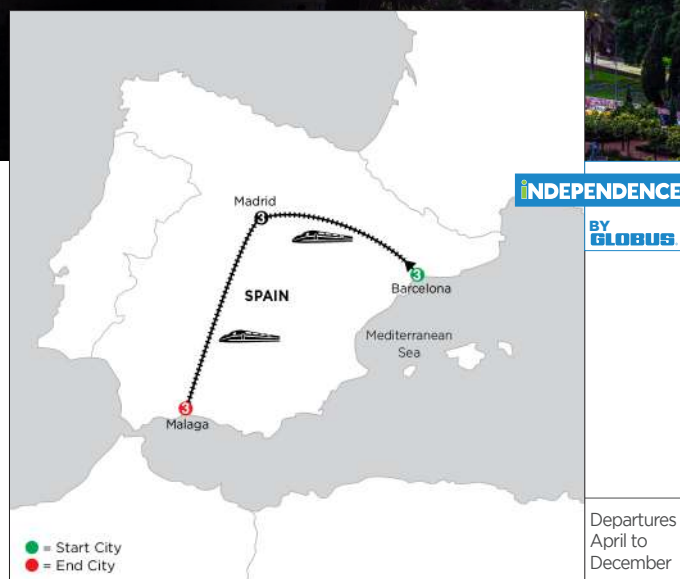 iNDEPENDENCE
BY
GLOBUS.
Madrid
3
3
Barcelona
SPAIN
Mediterranean
Sea
3
Malaga
= Start City
= End City
Departures
April to
December